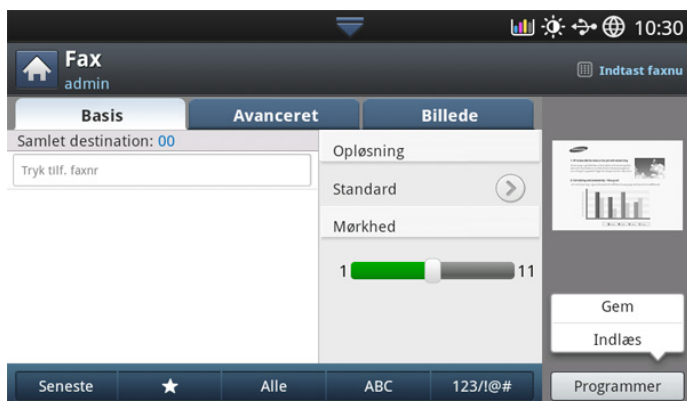 10:30
Fax
admin
Indtast faxnu
Basis
Avanceret
Billede
Samlet destination: 00
Tryk tilf. faxnr
Opløsning
Standard
Mørkhed
1
11
Gem
Indlæs
Seneste
Alle
ABC
123/!@#
Programmer